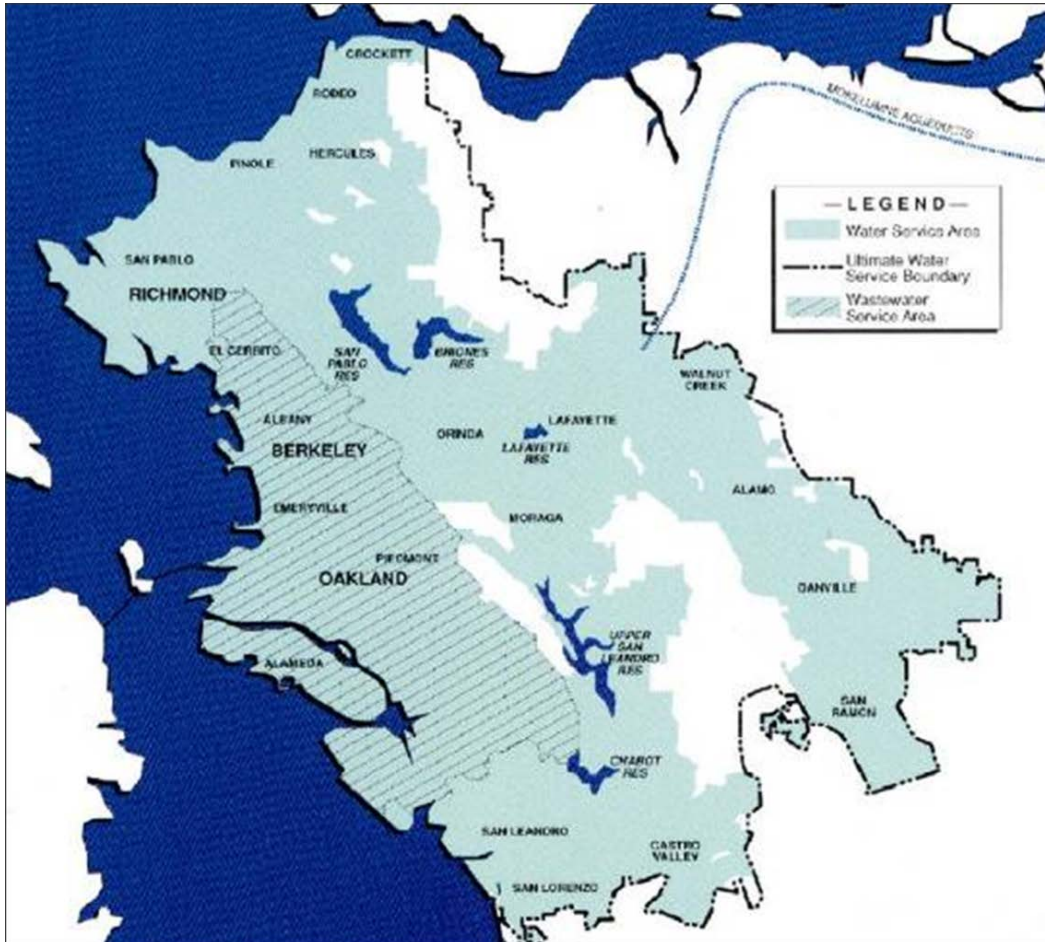 CROCKETT
RODEO
HERCULES
PINOLE
MOKELUMNE AQUEDUCTS
—LEGEND—
Water Service Area
Ultimate Water
Service Boundary
Wastewater
Service Area
SAN PABLO
RICHMOND
EL CERRITO
SAN
PABLO
RES
BRIONES
RES
WALNUT
CREEK
ALBANY
BERKELEY
ORINDA
LAFAYETTE
LAFAYETTE
RES
ALAMO
EMERYVILLE
MORAGA
PIEDMONT
OAKLAND
DANVILLE
ALAMEDA
UPPER
SAN
LEANDRO
RES
SAN
RAMON
CHABOT
RES
SAN LEANDRO
CASTRO
VALLEY
SAN LORENZO